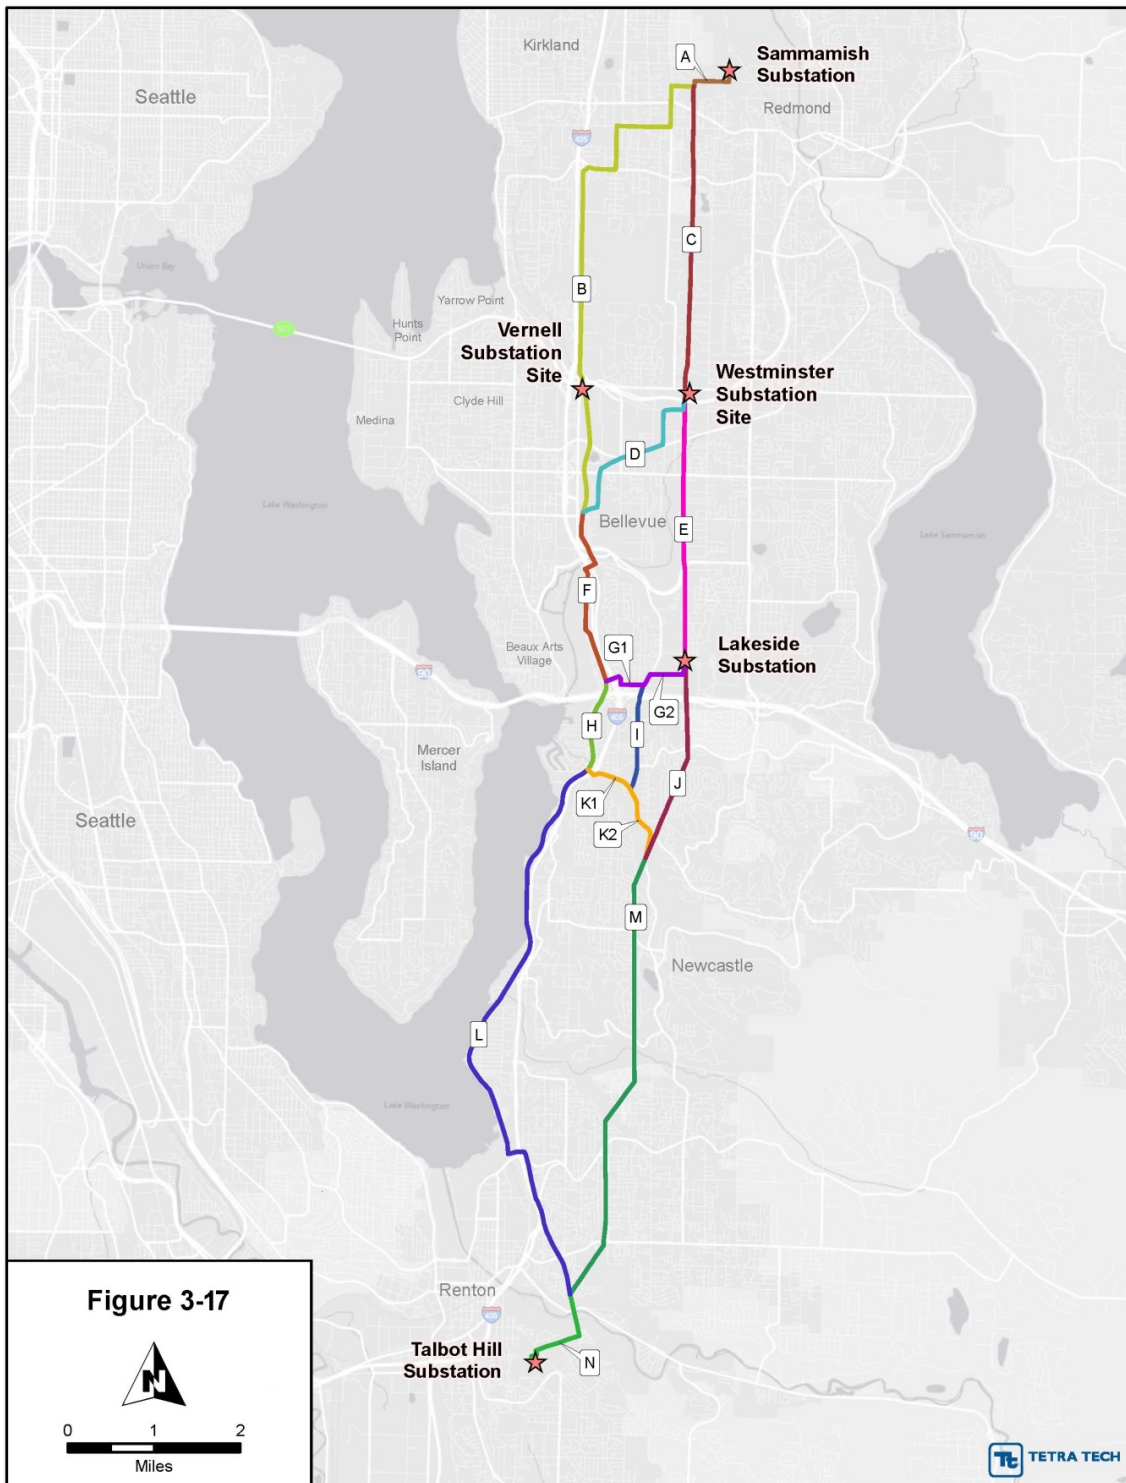 Kirkland
A
Sammamish
Substation
Seattle
Redmond
405
C
Union Bay
B
Yarrow Point
Hunts
Point
Vernell
Substation
Site
Westminster
Substation
Site
Clyde Hill
Medina
D
Lake Washington
Bellevue
E
Lake Sammamish
F
Beaux Arts
Village
G1
Lakeside
Substation
90
G2
405
H
I
Mercer
Island
J
K1
Seattle
K2
90
M
Newcastle
L
Lake Washington
Renton
405
Talbot Hill
Substation
N
Figure 3-17
N
0 1 2
Miles
Tt
TETRA TECH